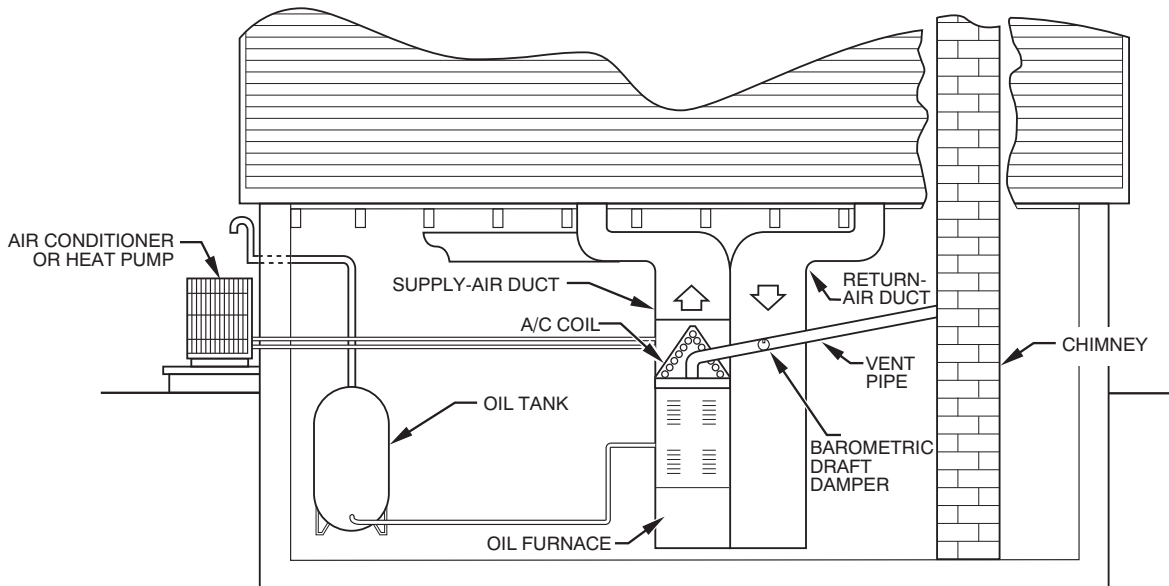 AIR CONDITIONER
OR HEAT PUMP
SUPPLY-AIR DUCT
RETURN-
AIR DUCT
A/C COIL
CHIMNEY
VENT
PIPE
OIL TANK
BAROMETRIC
DRAFT
DAMPER
OIL FURNACE